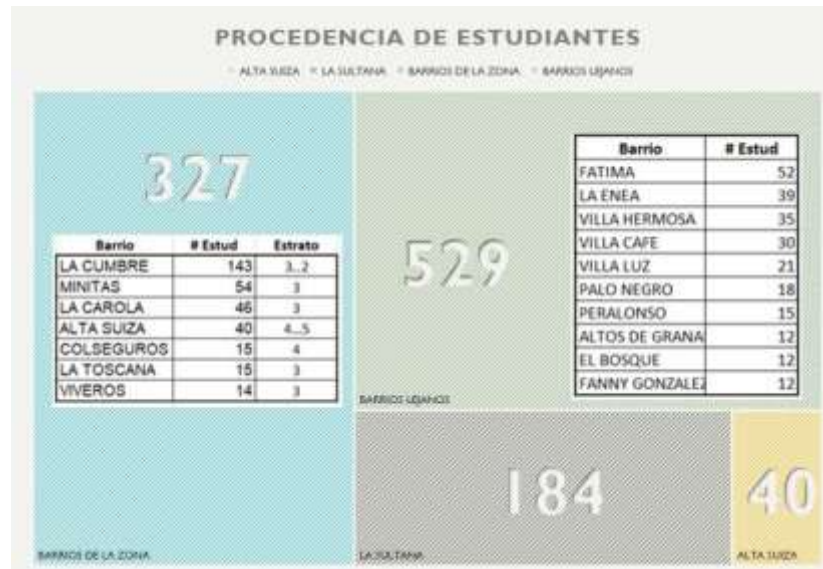 PROCEDENCIA DE ESTUDIANTES
ALTA SUIZA LA SULTANA BARRIOS DE LA ZONA BARRIOS LEJANOS
327
Barrio # Estud Estrato
LA CUMBRE 143 3..2
MINITAS 54 3
LA CAROLA 46 3
ALTA SUIZA 40 4..5
COLSEGUROS 15 4
LA TOSCANA 15 3
VIVEROS 14 3
BARRIOS DE LA ZONA
529
Barrio # Estud
FATIMA 52
LA ENEA 39
VILLA HERMOSA 35
VILLA CAFE 30
VILLA LUZ 21
PALO NEGRO 18
PERALONSO 15
ALTOS DE GRANA 12
EL BOSQUE 12
FANNY GONZALEZ 12
BARRIOS LEJANOS
184
LA SULTANA
40
ALTA SUIZA